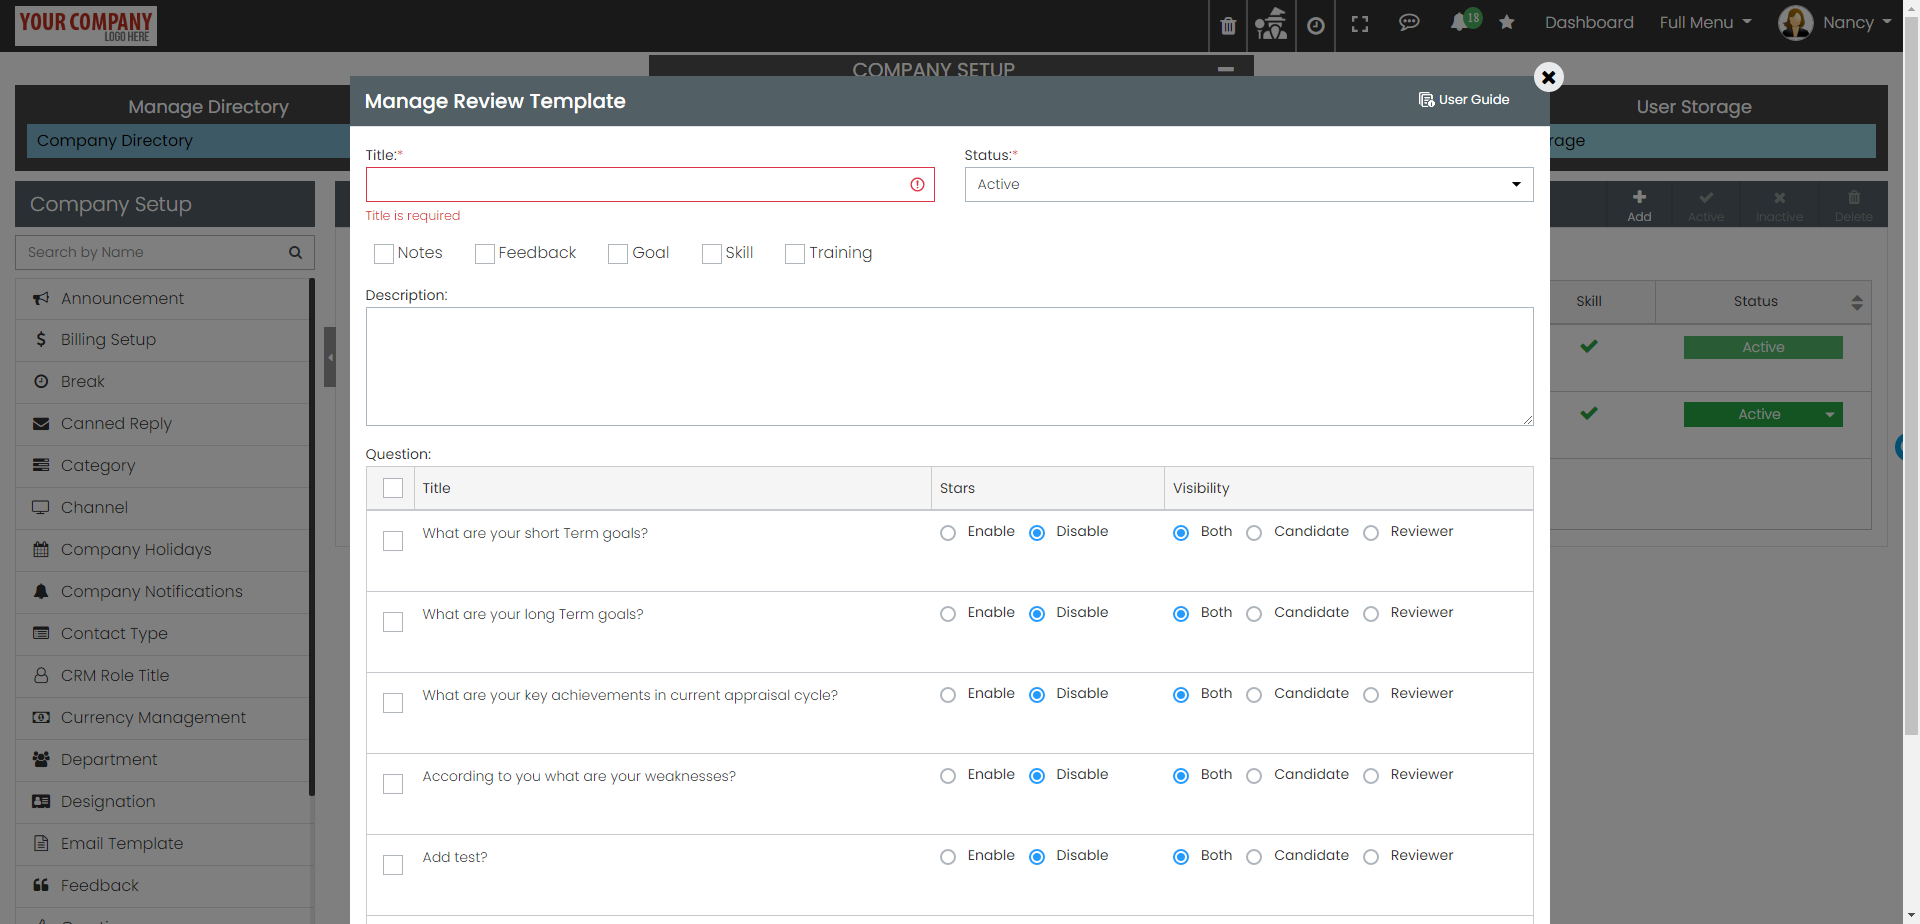 YOUR COMPANY
LOGO HERE
18
Dashboard
Full Menu
Nancy
COMPANY SETUP
Manage Directory
User Storage
Company Directory
rage
Manage Review Template
User Guide
Company Setup
Search by Name
Announcement
Billing Setup
Break
Canned Reply
Category
Channel
Company Holidays
Company Notifications
Contact Type
CRM Role Title
Currency Management
Department
Designation
Email Template
Feedback
Title:*
Status:*
Active
Title is required
Notes
Feedback
Goal
Skill
Training
Description:
Question:
Title Stars Visibility
What are your short Term goals? Enable Disable Both Candidate Reviewer
What are your long Term goals? Enable Disable Both Candidate Reviewer
What are your key achievements in current appraisal cycle? Enable Disable Both Candidate Reviewer
According to you what are your weaknesses? Enable Disable Both Candidate Reviewer
Add test? Enable Disable Both Candidate Reviewer
Add
Active
Inactive
Delete
Skill Status
Active
Active